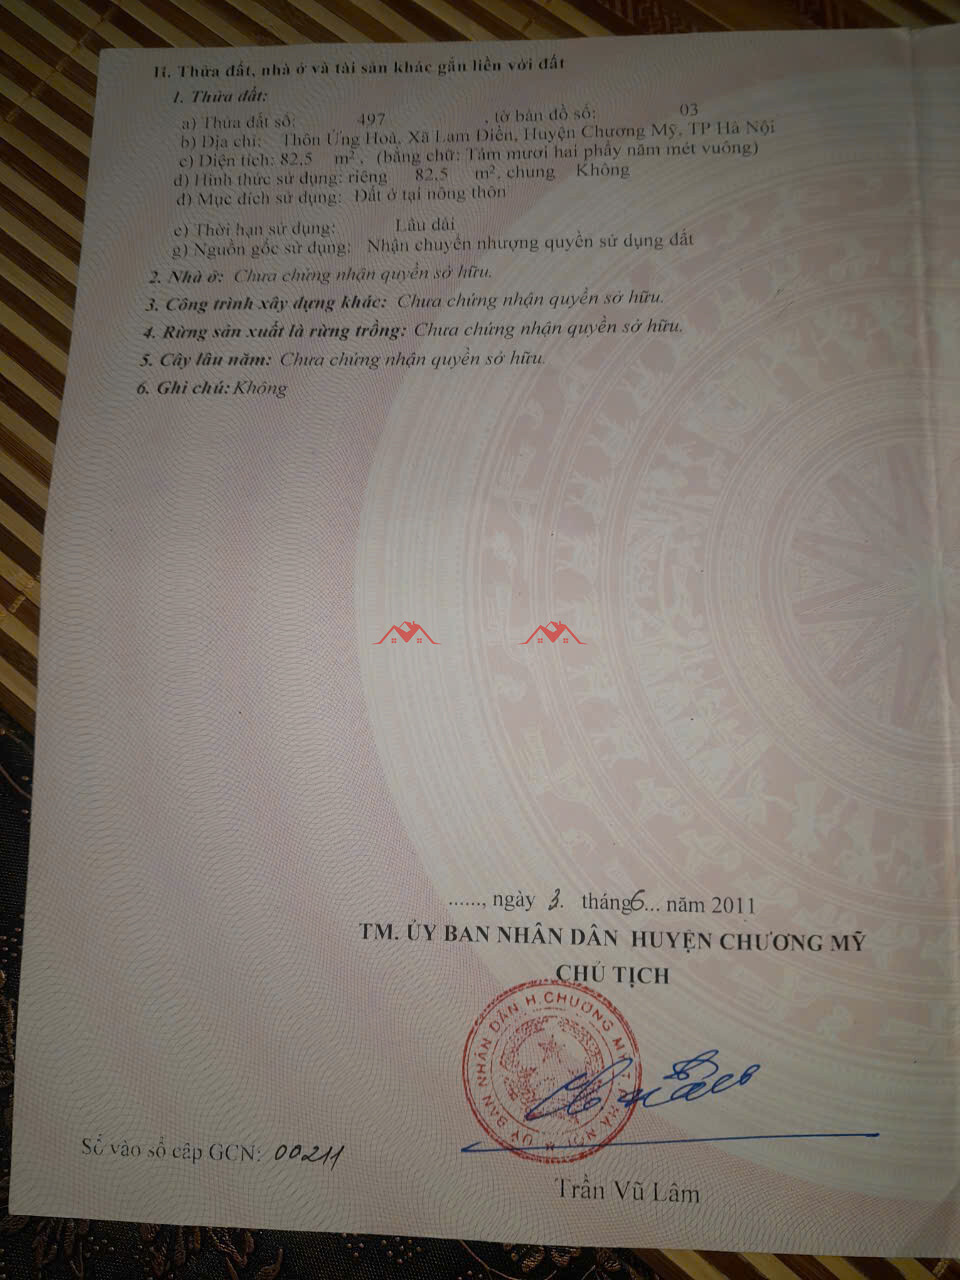 II. Thửa đất, nhà ở và tài sản khác gắn liền với đất
1. Thửa đất:
a) Thửa đất số: 497 , tờ bản đồ số: 03
b) Địa chỉ: Thôn Ứng Hoà, Xã Lam Điền, Huyện Chương Mỹ, TP Hà Nội
c) Diện tích: 82,5 m², (bằng chữ: Tám mươi hai phẩy năm mét vuông)
d) Hình thức sử dụng: riêng 82,5 m², chung Không
đ) Mục đích sử dụng: Đất ở tại nông thôn
e) Thời hạn sử dụng: Lâu dài
g) Nguồn gốc sử dụng: Nhận chuyển nhượng quyền sử dụng đất
2. Nhà ở: Chưa chứng nhận quyền sở hữu.
3. Công trình xây dựng khác: Chưa chứng nhận quyền sở hữu.
4. Rừng sản xuất là rừng trồng: Chưa chứng nhận quyền sở hữu.
5. Cây lâu năm: Chưa chứng nhận quyền sở hữu.
6. Ghi chú: Không
......, ngày 3. tháng 6... năm 2011
TM. ỦY BAN NHÂN DÂN HUYỆN CHƯƠNG MỸ
CHỦ TỊCH
ỦY BAN NHÂN DÂN H. CHƯƠNG MỸ T.P HÀ NỘI
Số vào sổ cấp GCN: 00211
Trần Vũ Lâm